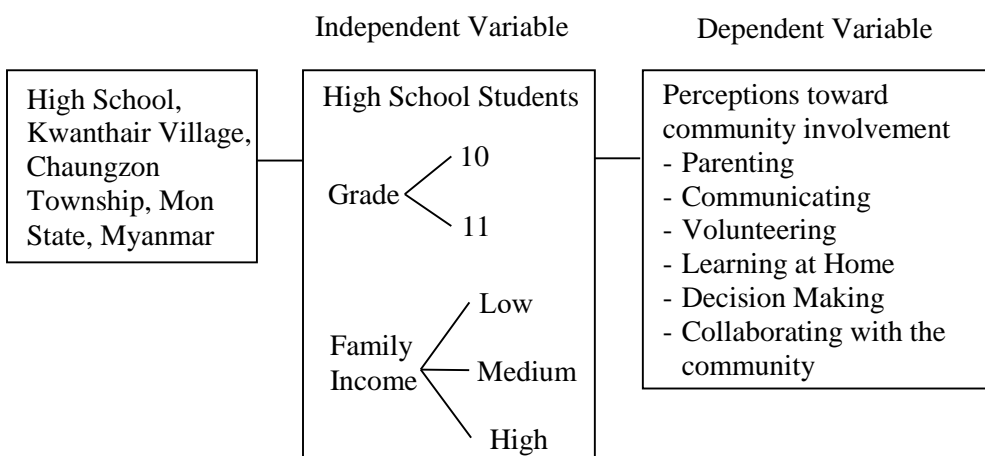 Independent Variable
Dependent Variable
High School,
Kwanthair Village,
Chaungzon
Township, Mon
State, Myanmar
High School Students
Grade
10
11
Family
Income
Low
Medium
High
Perceptions toward
community involvement
- Parenting
- Communicating
- Volunteering
- Learning at Home
- Decision Making
- Collaborating with the
community